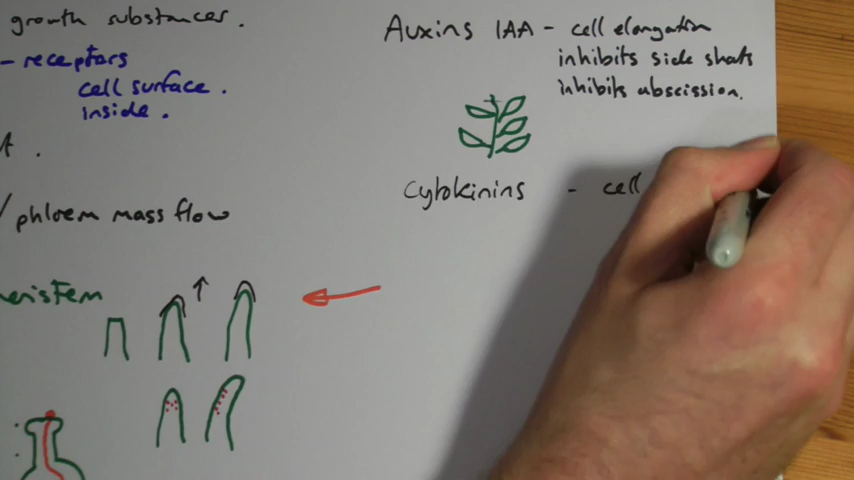 growth substances.
- receptors
cell surface.
inside.
/ phloem mass flow
eristem
Auxins IAA - cell elongation
inhibits side shoots
inhibits abscission.
Cytokinins - cell